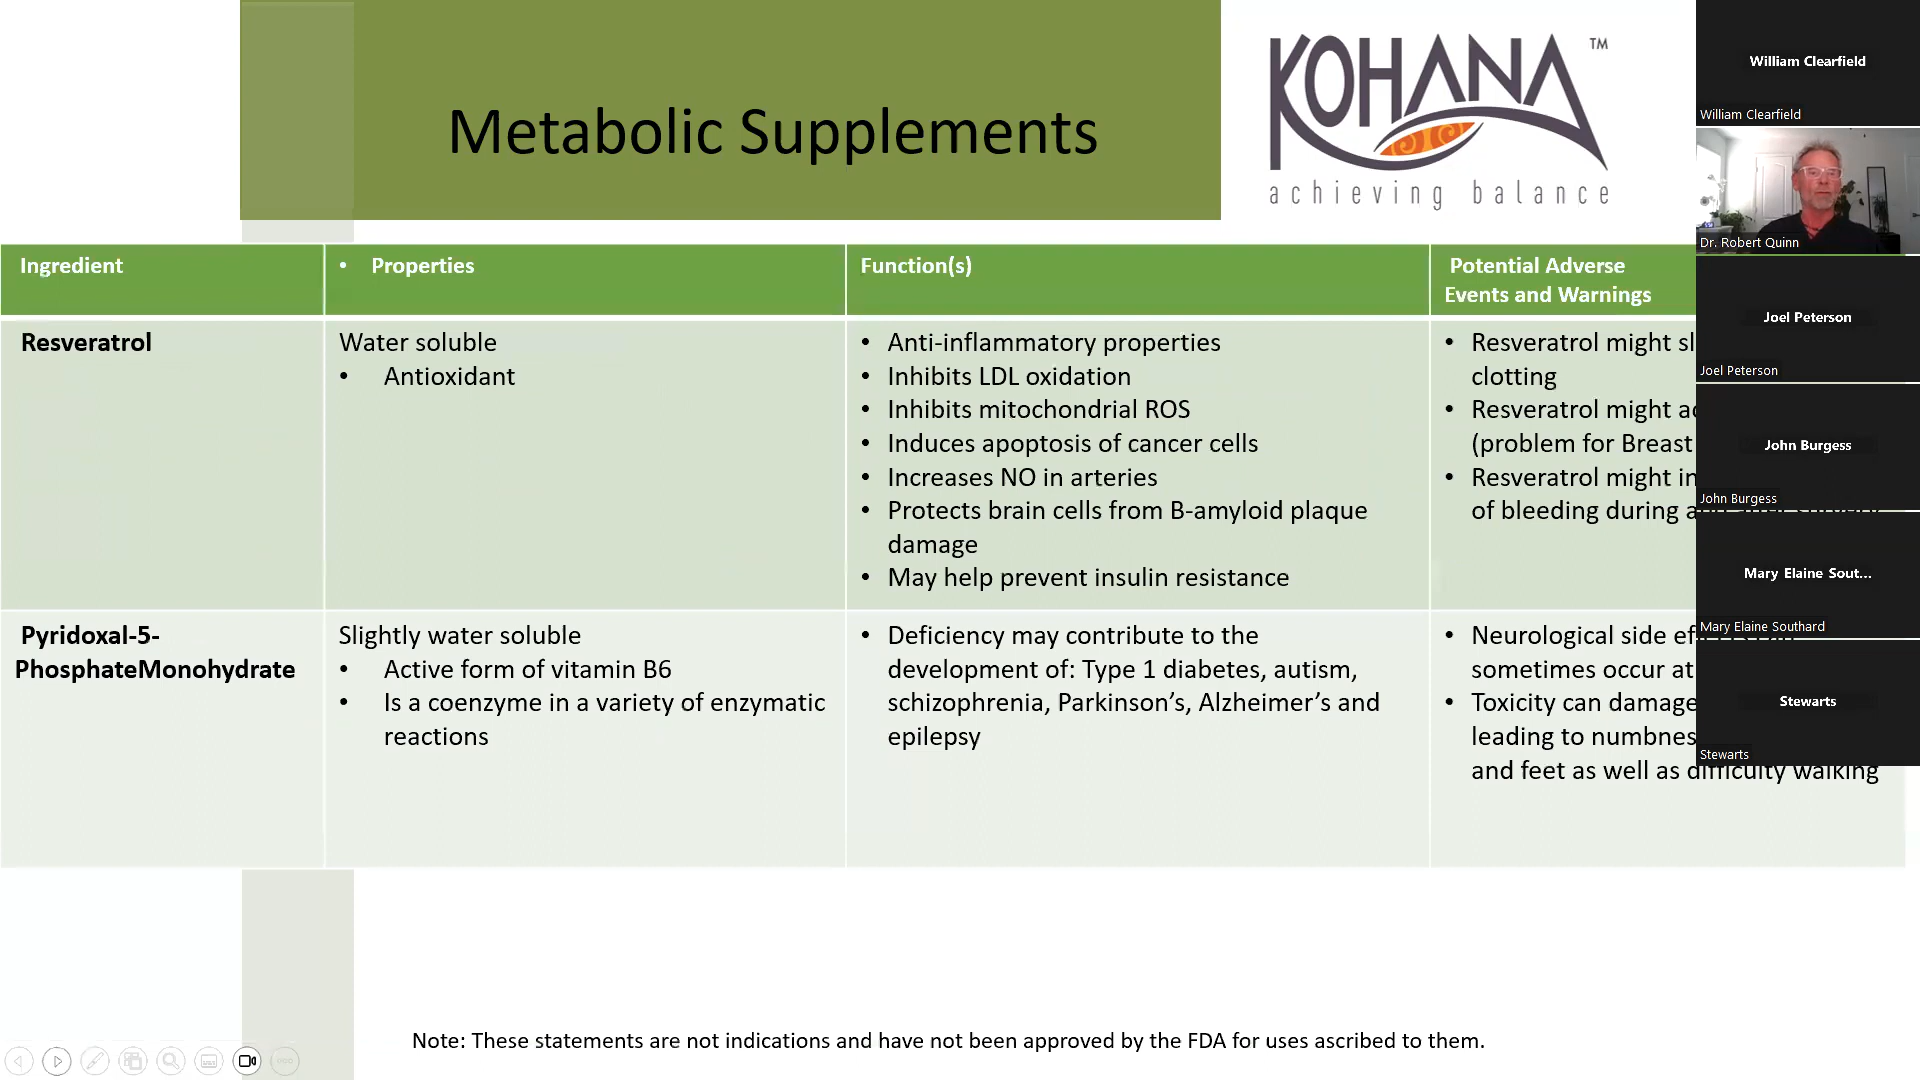 KOHANA™
achieving balance
Metabolic Supplements
Ingredient
• Properties
Function(s)
Potential Adverse
Events and Warnings
Resveratrol
Water soluble
• Antioxidant
• Anti-inflammatory properties
• Inhibits LDL oxidation
• Inhibits mitochondrial ROS
• Induces apoptosis of cancer cells
• Increases NO in arteries
• Protects brain cells from B-amyloid plaque
damage
• May help prevent insulin resistance
• Resveratrol might
clotting
• Resveratrol might
(problem for Breast
• Resveratrol might
of bleeding during
Pyridoxal-5-
PhosphateMonohydrate
Slightly water soluble
• Active form of vitamin B6
• Is a coenzyme in a variety of enzymatic
reactions
• Deficiency may contribute to the
development of: Type 1 diabetes, autism,
schizophrenia, Parkinson’s, Alzheimer’s and
epilepsy
• Neurological side
sometimes occur at
• Toxicity can damage
leading to
and feet as well as difficulty walking
Note: These statements are not indications and have not been approved by the FDA for uses ascribed to them.
William Clearfield
William Clearfield
Dr. Robert Quinn
Joel Peterson
Joel Peterson
John Burgess
John Burgess
Mary Elaine Sout...
Mary Elaine Southard
Stewarts
Stewarts